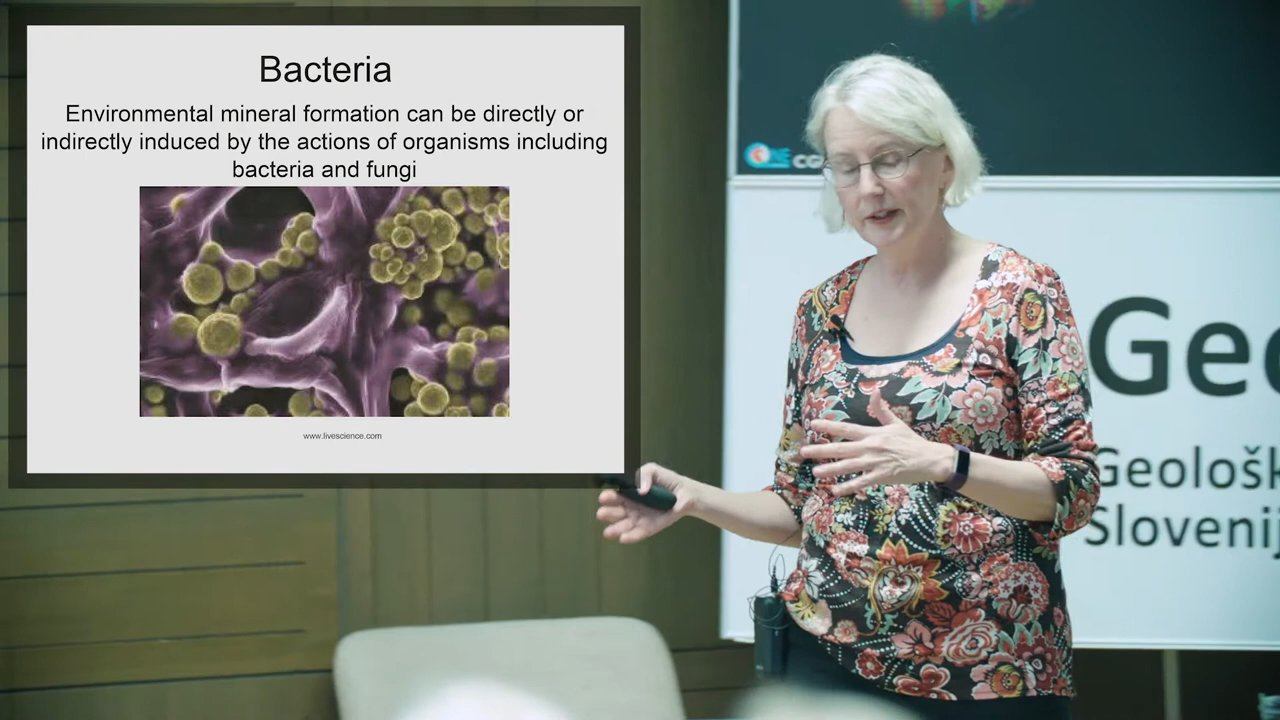 Bacteria
Environmental mineral formation can be directly or
indirectly induced by the actions of organisms including
bacteria and fungi
www.livescience.com
Geološk
Slovenij